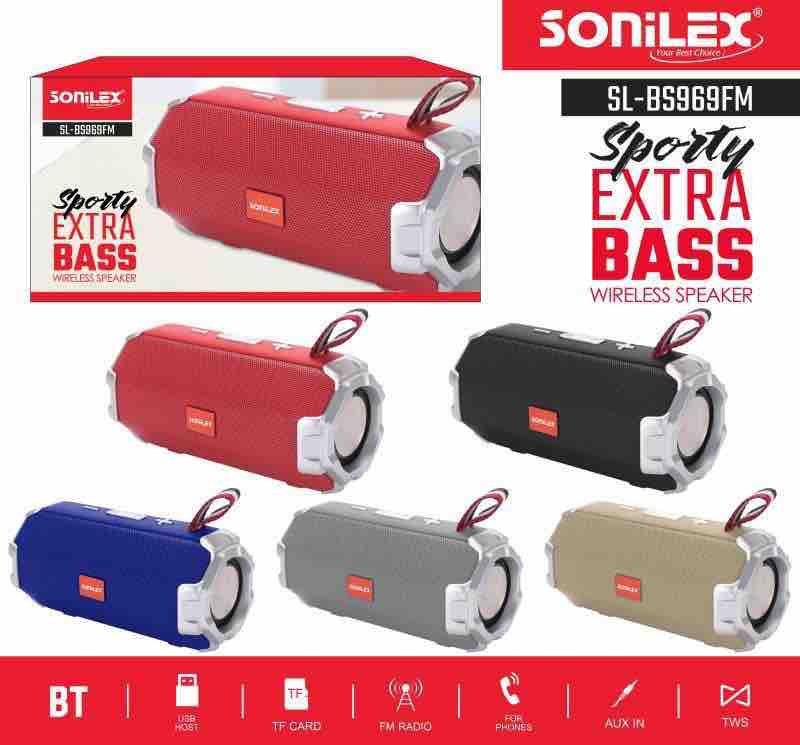 SONiLEX®
Your Best Choice
SL-BS969FM
Sporty
EXTRA
BASS
WIRELESS SPEAKER
SONiLEX
SL-BS969FM
Sporty
EXTRA
BASS
WIRELESS SPEAKER
SONiLEX
SONiLEX
SONiLEX
SONiLEX
SONiLEX
SONiLEX
BT
USB
HOST
TF
TF CARD
FM RADIO
FOR
PHONES
AUX IN
TWS